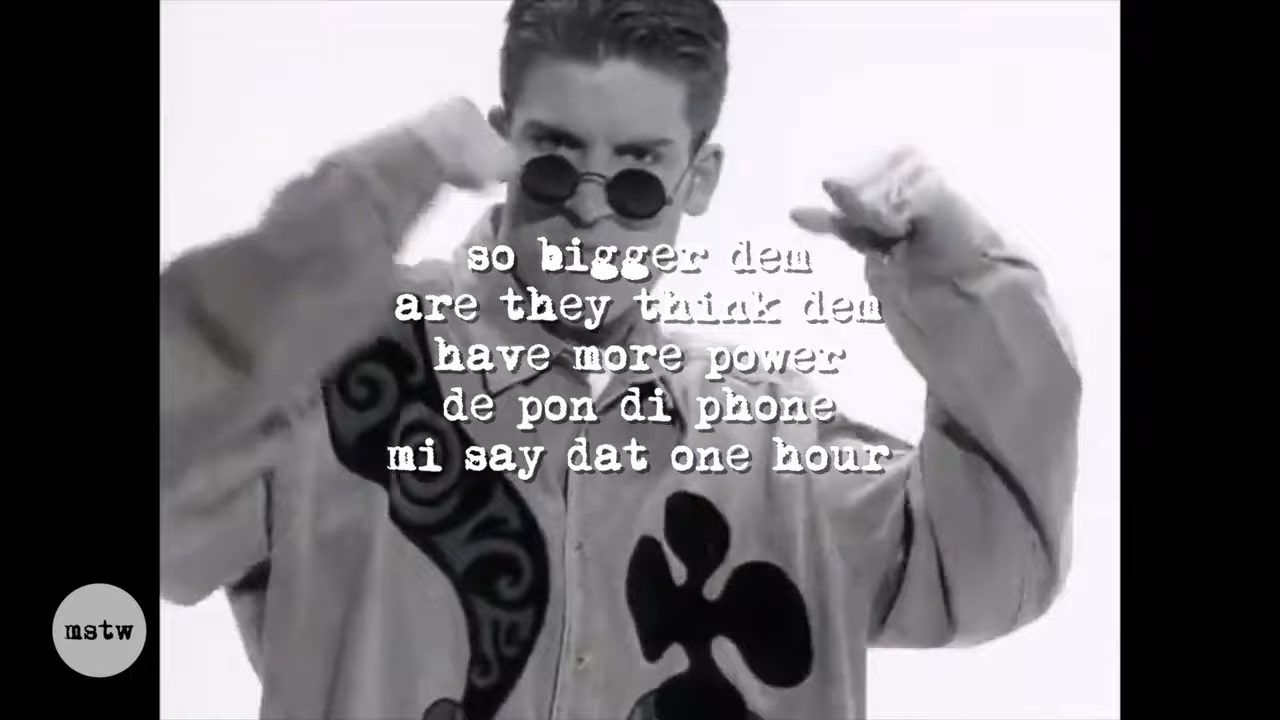 so bigger dem
are they think dem
have more power
de pon di phone
mi say dat one hour
mstw